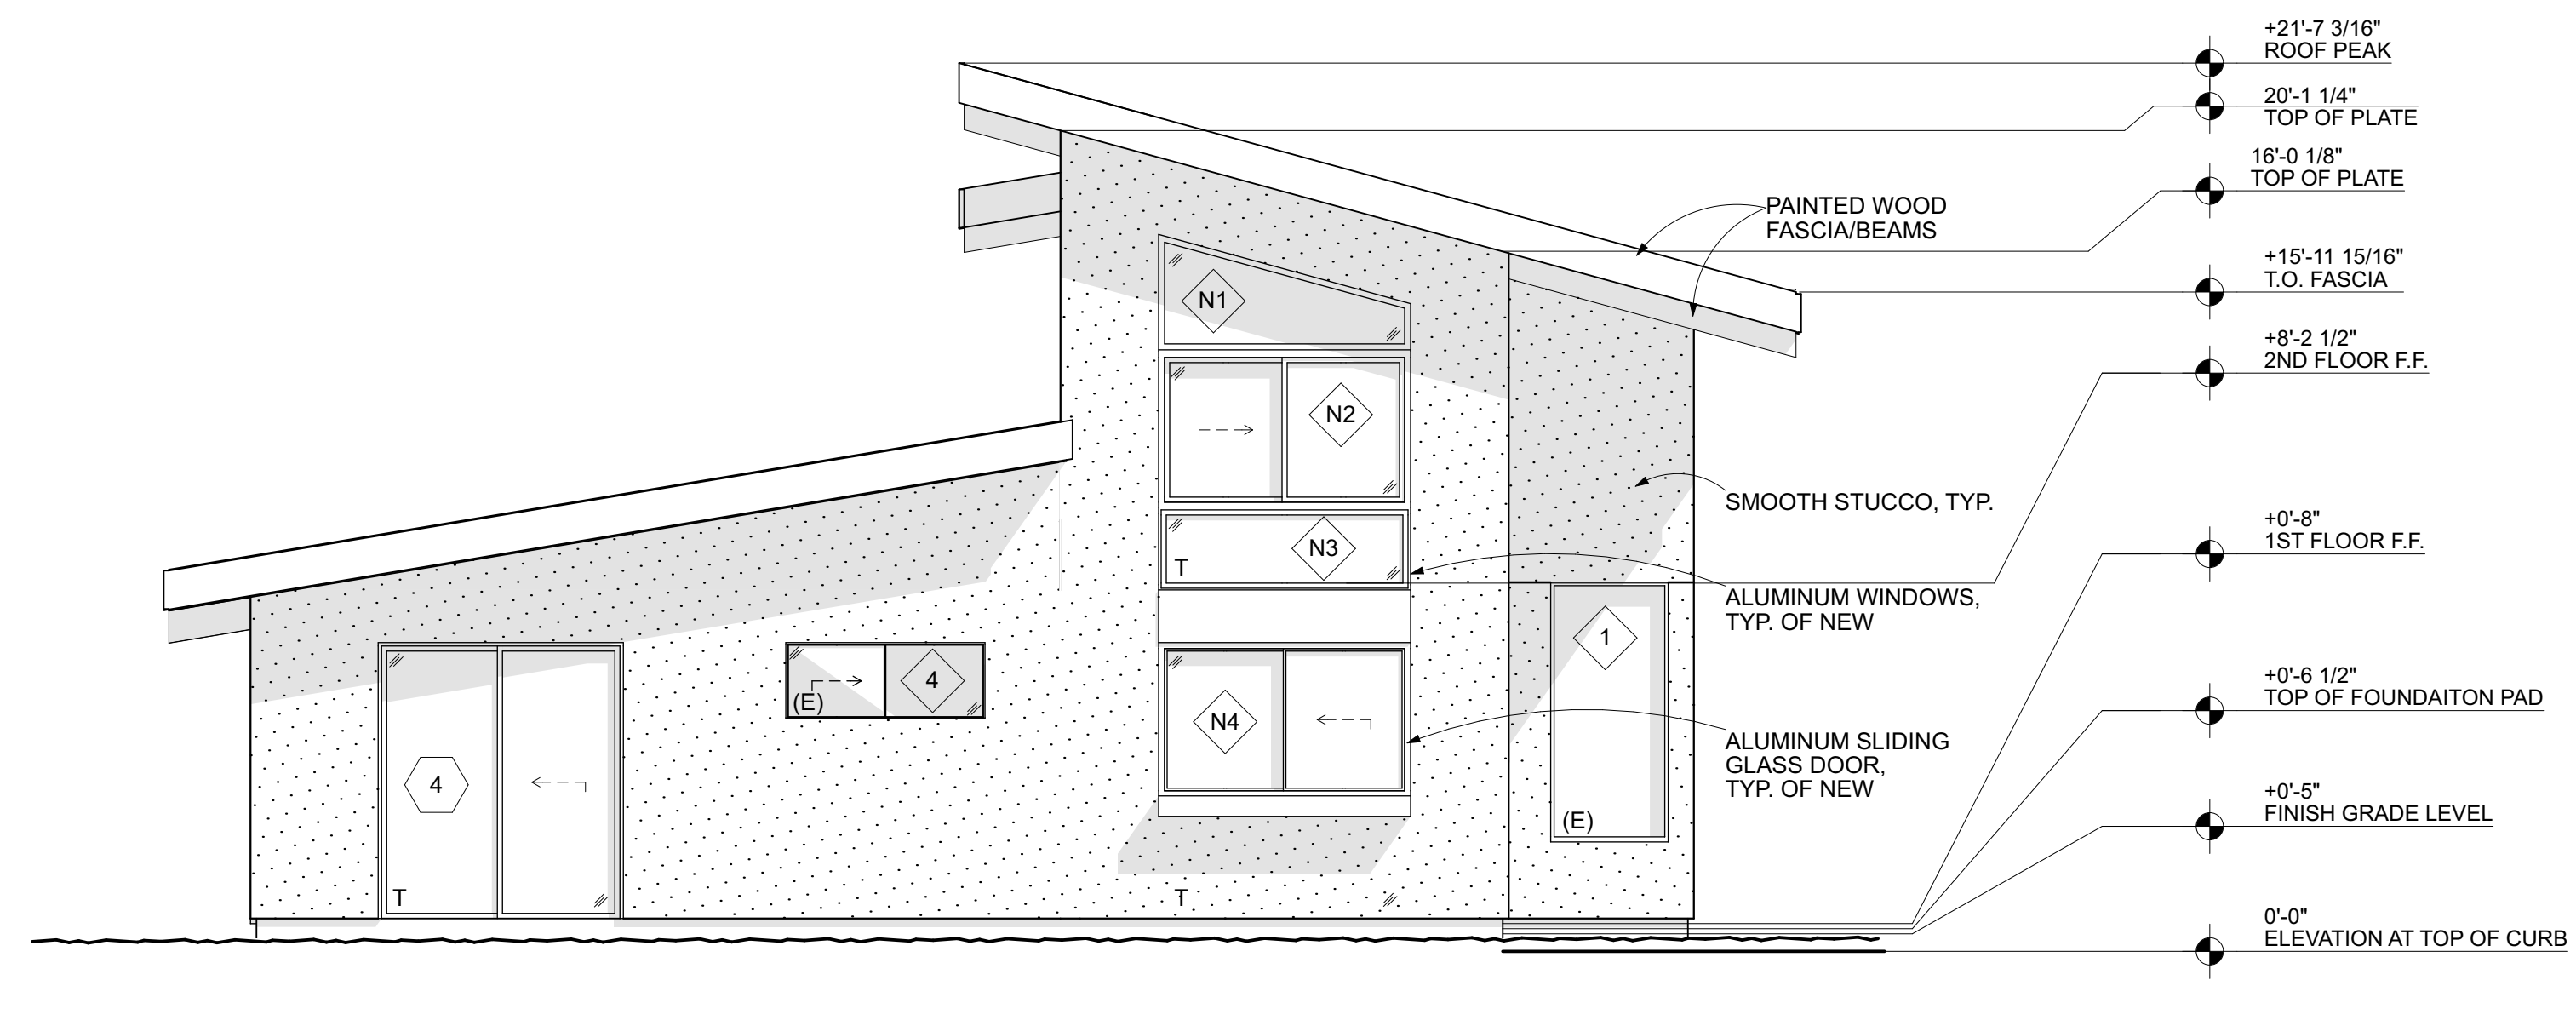 +21'-7 3/16"
ROOF PEAK
20'-1 1/4"
TOP OF PLATE
16'-0 1/8"
TOP OF PLATE
PAINTED WOOD
FASCIA/BEAMS
+15'-11 15/16"
T.O. FASCIA
N1
+8'-2 1/2"
2ND FLOOR F.F.
N2
SMOOTH STUCCO, TYP.
+0'-8"
1ST FLOOR F.F.
N3
T
ALUMINUM WINDOWS,
TYP. OF NEW
1
+0'-6 1/2"
TOP OF FOUNDAITON PAD
4
(E)
N4
ALUMINUM SLIDING
GLASS DOOR,
TYP. OF NEW
4
+0'-5"
FINISH GRADE LEVEL
(E)
T
T
0'-0"
ELEVATION AT TOP OF CURB